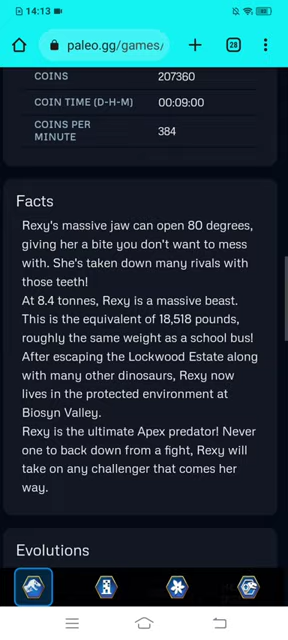 14:13
paleo.gg/games/
28
COINS 207360
COIN TIME (D-H-M) 00:09:00
COINS PER
MINUTE 384
Facts
Rexy's massive jaw can open 80 degrees,
giving her a bite you don't want to mess
with. She's taken down many rivals with
those teeth!
At 8.4 tonnes, Rexy is a massive beast.
This is the equivalent of 18,518 pounds,
roughly the same weight as a school bus!
After escaping the Lockwood Estate along
with many other dinosaurs, Rexy now
lives in the protected environment at
Biosyn Valley.
Rexy is the ultimate Apex predator! Never
one to back down from a fight, Rexy will
take on any challenger that comes her
way.
Evolutions